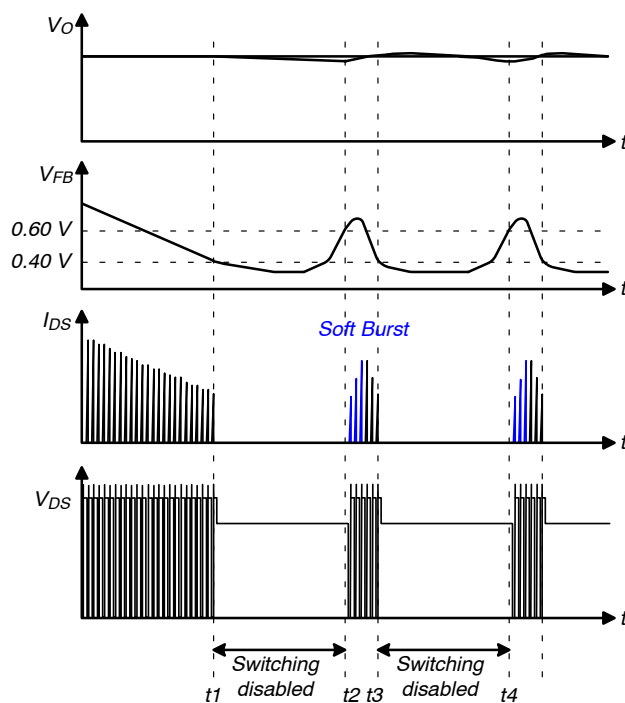 VO
t
VFB
0.60 V
0.40 V
t
IDS
Soft Burst
t
VDS
t
Switching
disabled
Switching
disabled
t1
t2
t3
t4